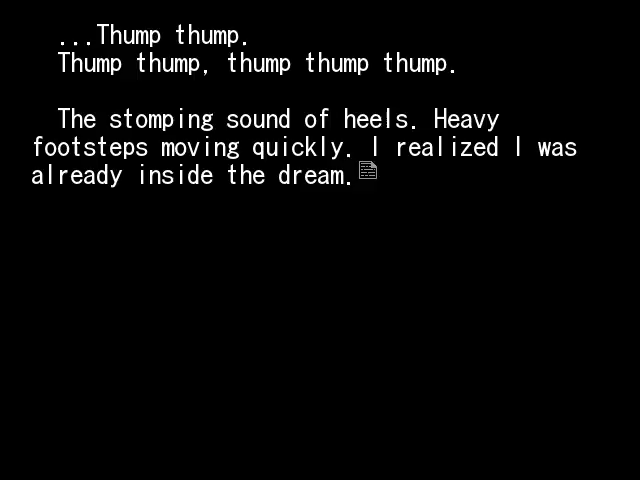 ...Thump thump.
Thump thump, thump thump thump.
The stomping sound of heels. Heavy
footsteps moving quickly. I realized I was
already inside the dream.